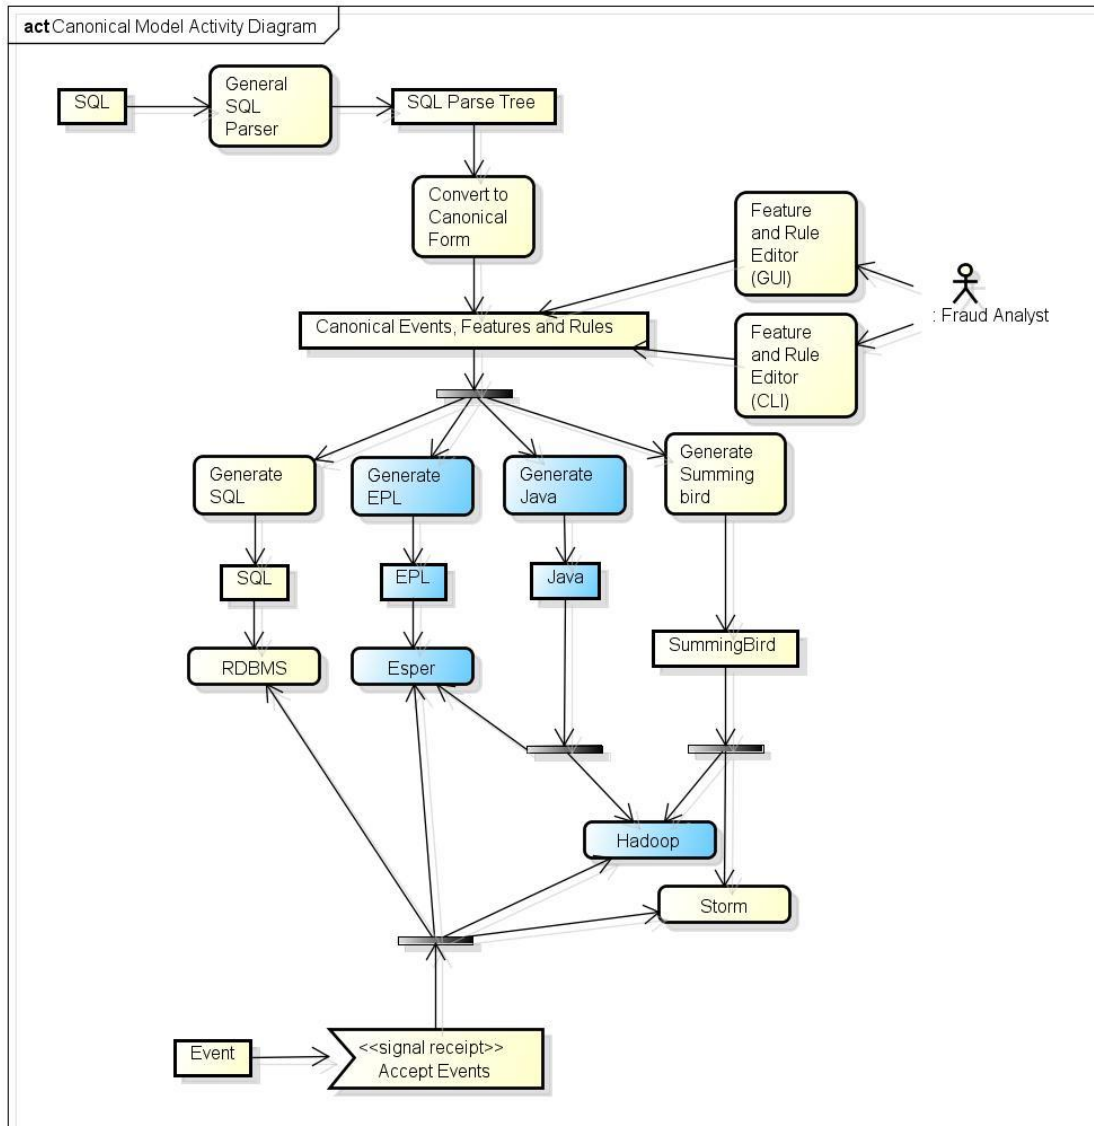 act Canonical Model Activity Diagram
SQL
General
SQL
Parser
SQL Parse Tree
Convert to
Canonical
Form
Feature
and Rule
Editor
(GUI)
: Fraud Analyst
Canonical Events, Features and Rules
Feature
and Rule
Editor
(CLI)
Generate
SQL
Generate
EPL
Generate
Java
Generate
Summing
bird
SQL
EPL
Java
SummingBird
RDBMS
Esper
Hadoop
Storm
Event
<<signal receipt>>
Accept Events